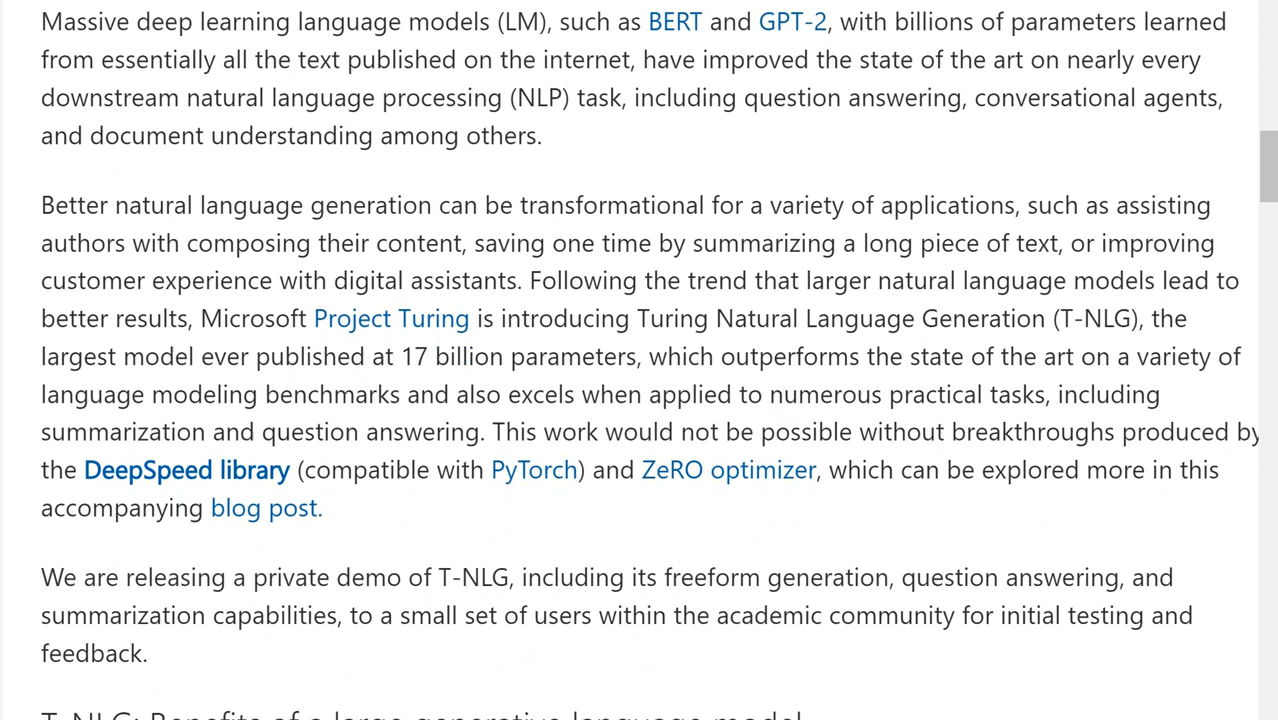 Massive deep learning language models (LM), such as BERT and GPT-2, with billions of parameters learned
from essentially all the text published on the internet, have improved the state of the art on nearly every
downstream natural language processing (NLP) task, including question answering, conversational agents,
and document understanding among others.
Better natural language generation can be transformational for a variety of applications, such as assisting
authors with composing their content, saving one time by summarizing a long piece of text, or improving
customer experience with digital assistants. Following the trend that larger natural language models lead to
better results, Microsoft Project Turing is introducing Turing Natural Language Generation (T-NLG), the
largest model ever published at 17 billion parameters, which outperforms the state of the art on a variety of
language modeling benchmarks and also excels when applied to numerous practical tasks, including
summarization and question answering. This work would not be possible without breakthroughs produced by
the DeepSpeed library (compatible with PyTorch) and ZeRO optimizer, which can be explored more in this
accompanying blog post.
We are releasing a private demo of T-NLG, including its freeform generation, question answering, and
summarization capabilities, to a small set of users within the academic community for initial testing and
feedback.
T-NLG: Benefits of a large generative language model